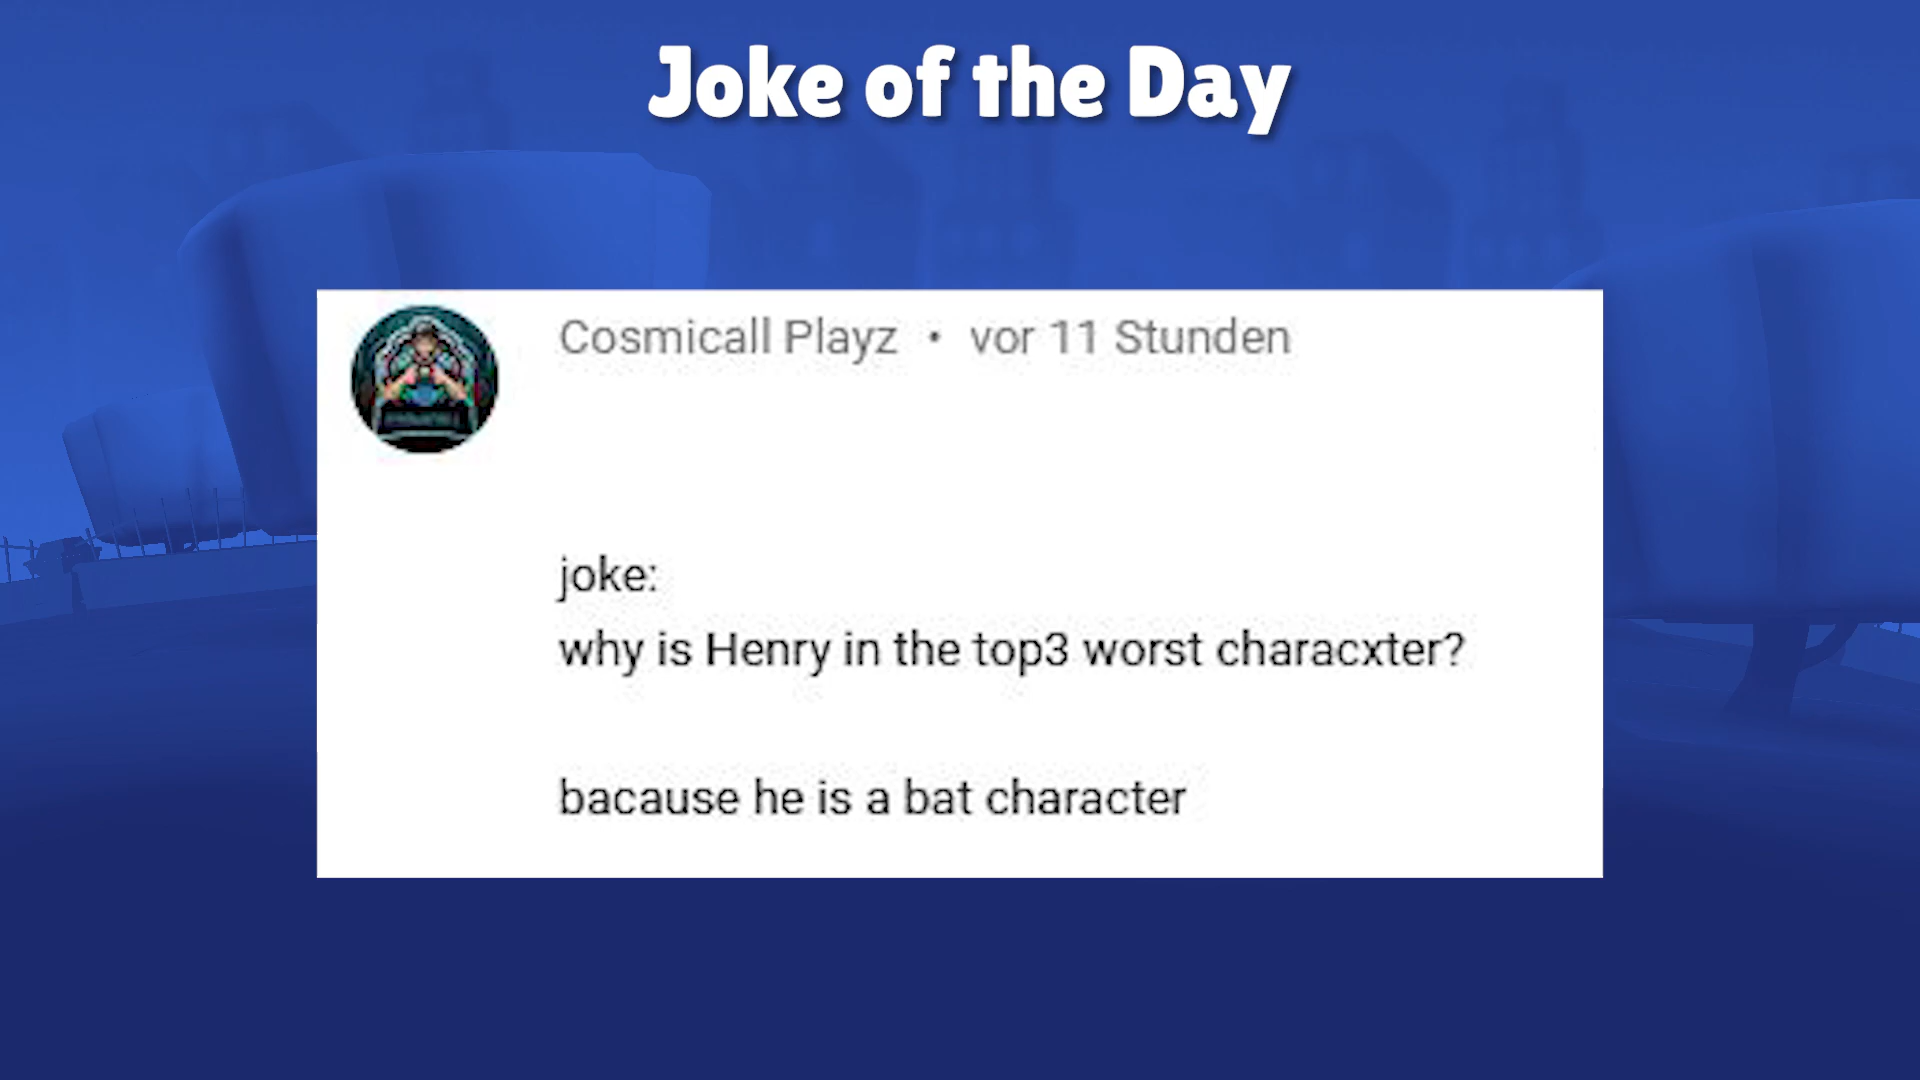 Joke of the Day
Cosmicall Playz • vor 11 Stunden
joke:
why is Henry in the top3 worst characxter?
bacause he is a bat character